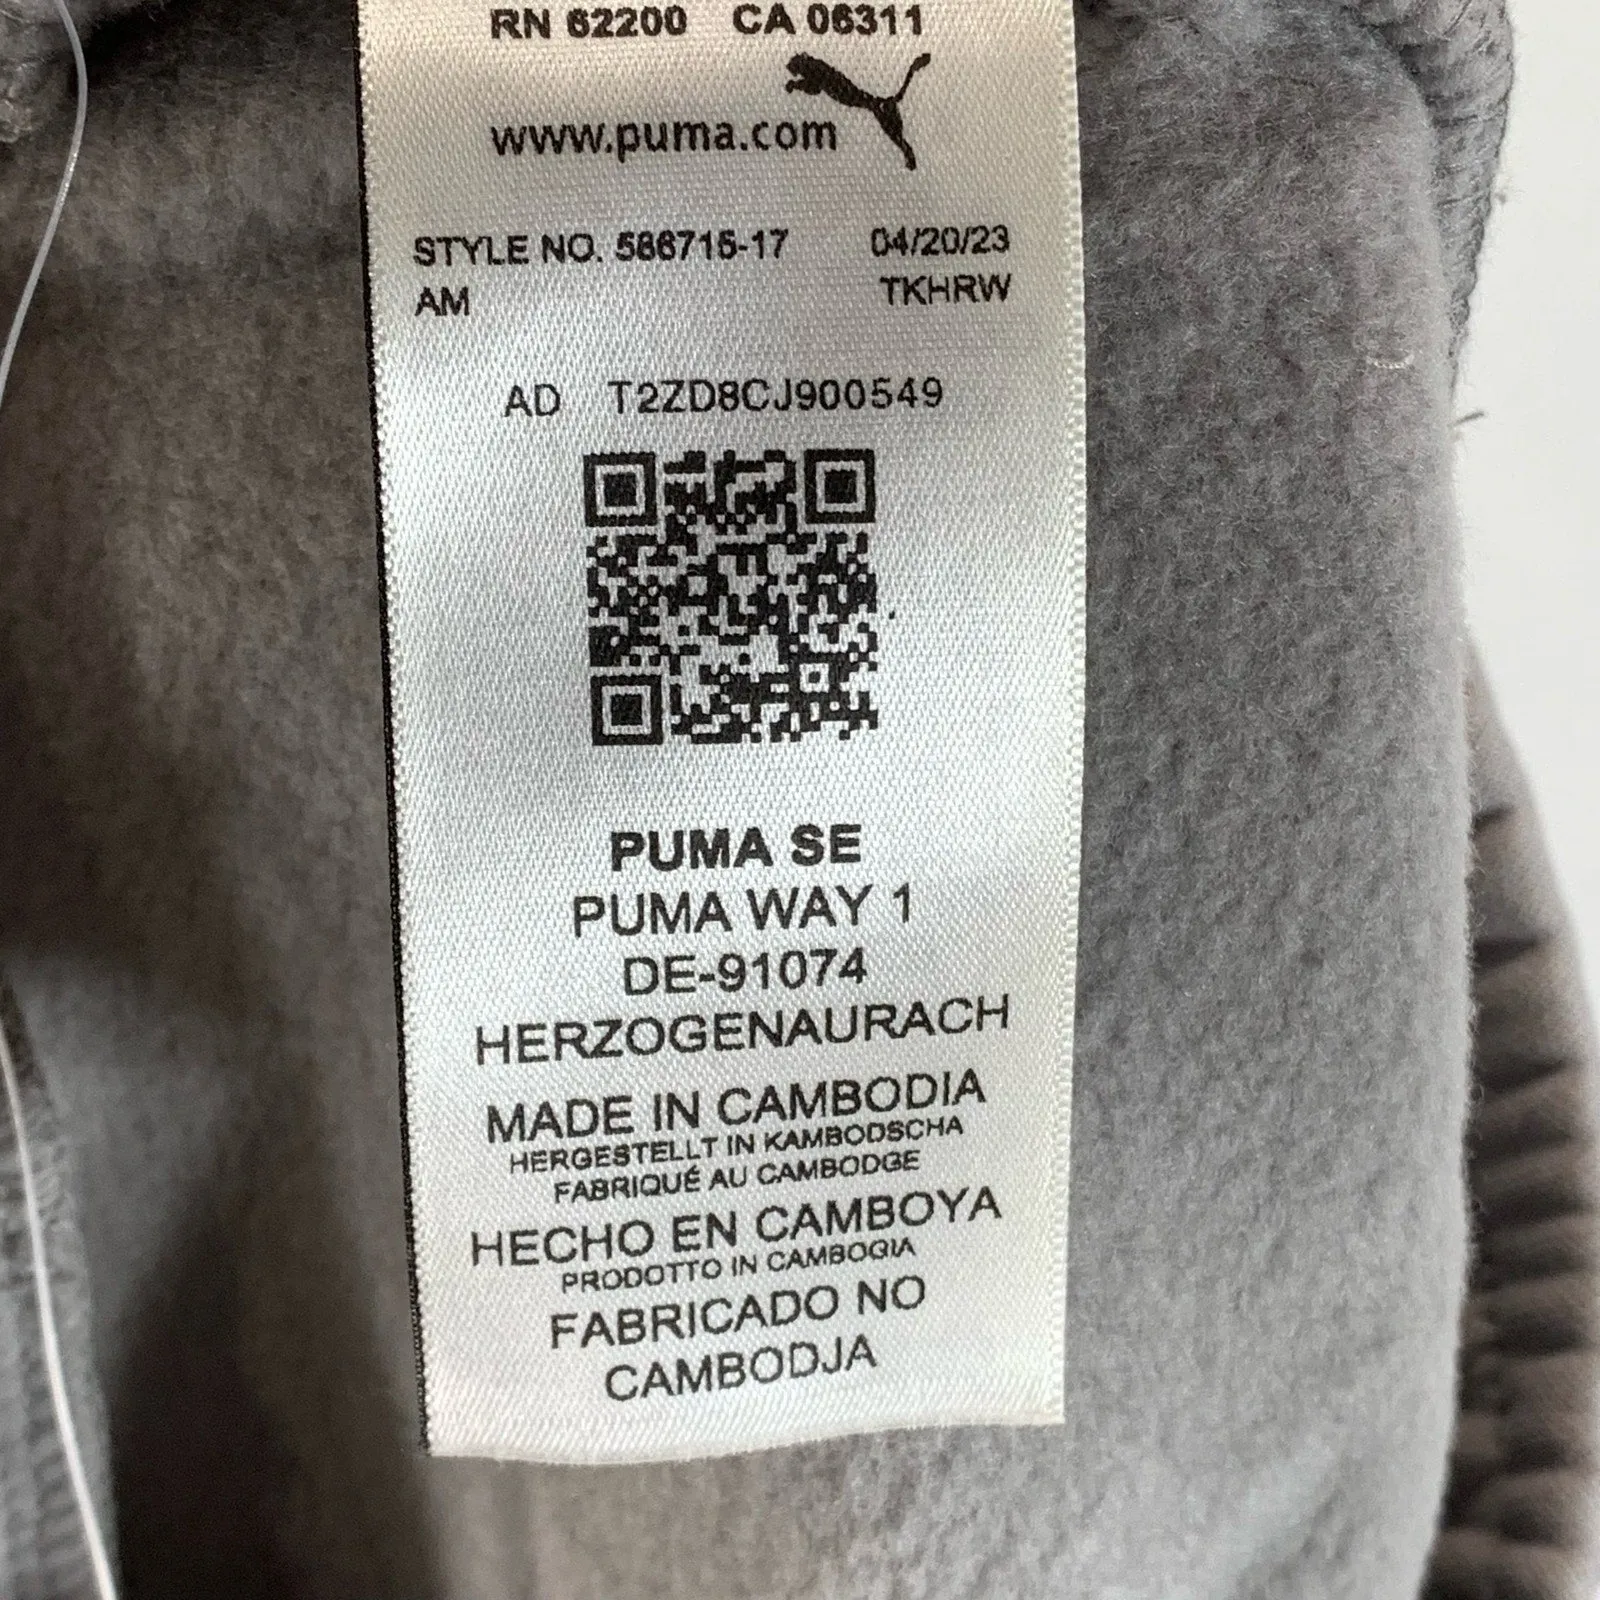 RN 62200 CA 06311
www.puma.com
STYLE NO. 586715-17 04/20/23
AM TKHRW
AD T2ZD8CJ900549
PUMA SE
PUMA WAY 1
DE-91074
HERZOGENAURACH
MADE IN CAMBODIA
HERGESTELLT IN KAMBODSCHA
FABRIQUÉ AU CAMBODGE
HECHO EN CAMBOYA
PRODOTTO IN CAMBOGIA
FABRICADO NO
CAMBODJA